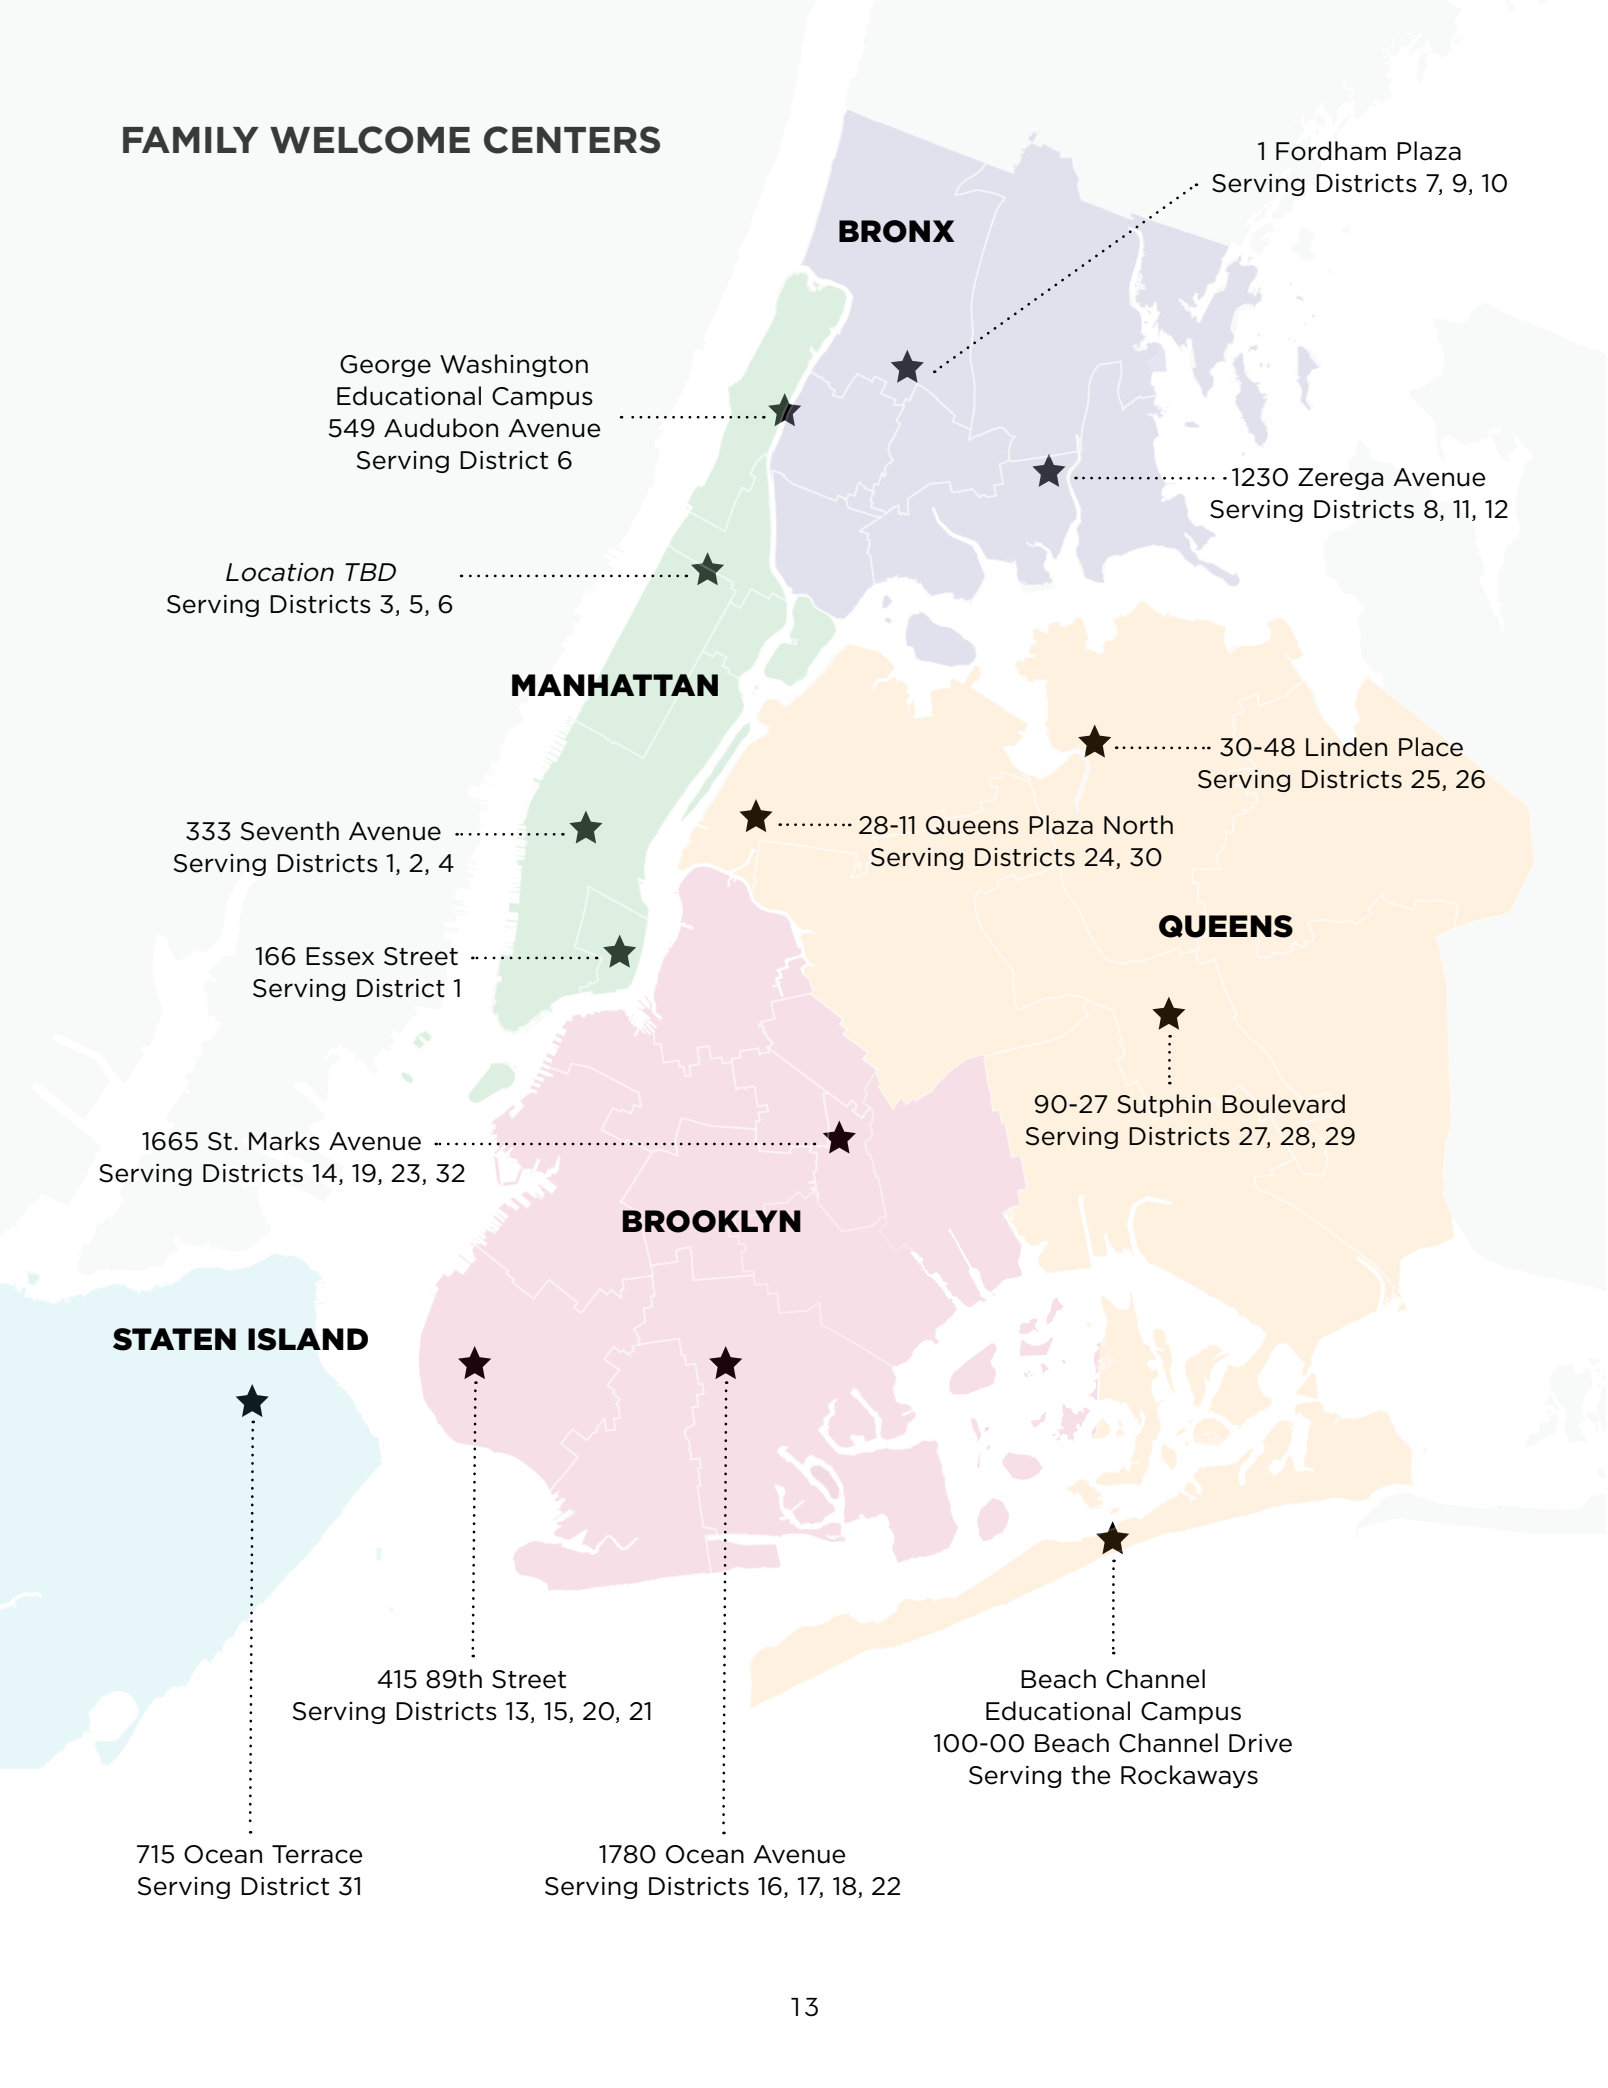 FAMILY WELCOME CENTERS
1 Fordham Plaza
Serving Districts 7, 9, 10
BRONX
George Washington
Educational Campus
549 Audubon Avenue
Serving District 6
1230 Zerega Avenue
Serving Districts 8, 11, 12
Location TBD
Serving Districts 3, 5, 6
MANHATTAN
30-48 Linden Place
Serving Districts 25, 26
333 Seventh Avenue
Serving Districts 1, 2, 4
28-11 Queens Plaza North
Serving Districts 24, 30
QUEENS
166 Essex Street
Serving District 1
90-27 Sutphin Boulevard
Serving Districts 27, 28, 29
1665 St. Marks Avenue
Serving Districts 14, 19, 23, 32
BROOKLYN
STATEN ISLAND
415 89th Street
Serving Districts 13, 15, 20, 21
Beach Channel
Educational Campus
100-00 Beach Channel Drive
Serving the Rockaways
715 Ocean Terrace
Serving District 31
1780 Ocean Avenue
Serving Districts 16, 17, 18, 22
13